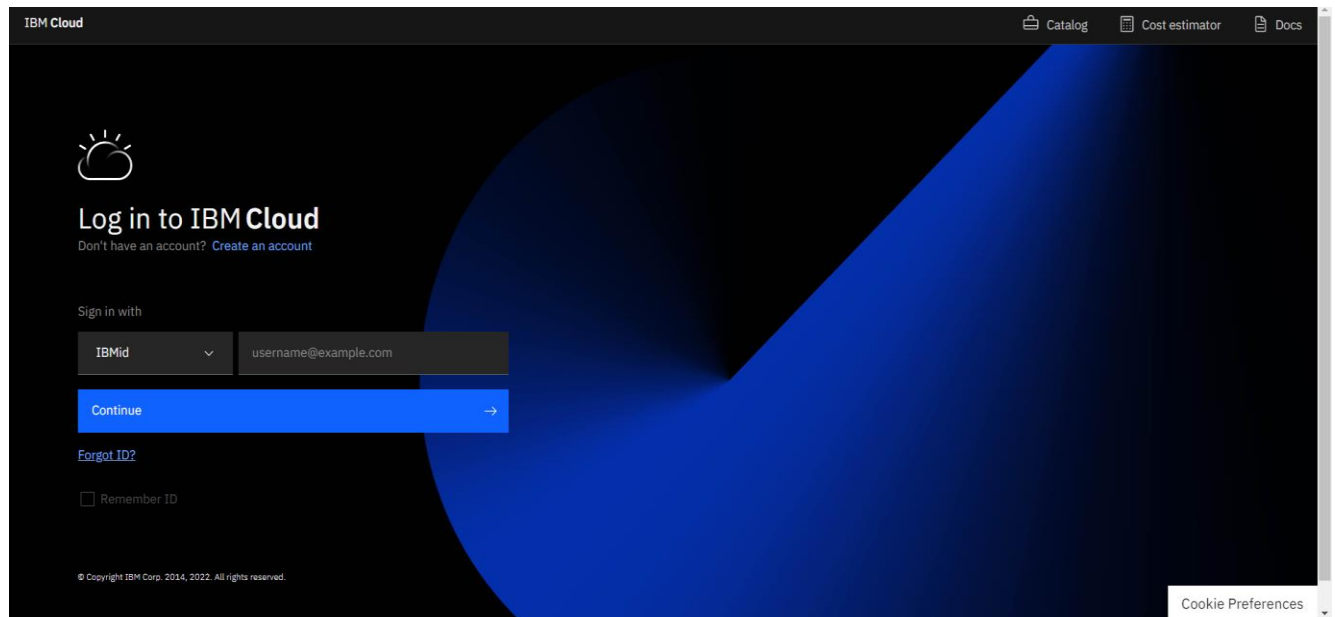 IBM Cloud Catalog Cost estimator Docs
Log in to IBM Cloud
Don't have an account? Create an account
Sign in with
IBMid username@example.com
Continue
Forgot ID?
Remember ID
© Copyright IBM Corp. 2014, 2022. All rights reserved.
Cookie Preferences